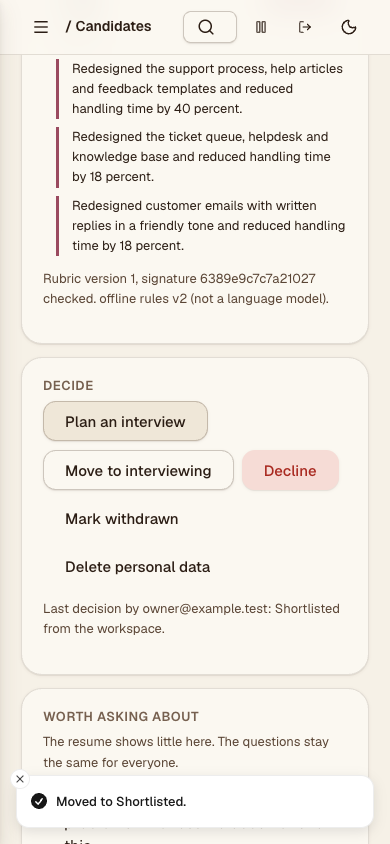 / Candidates
Redesigned the support process, help articles
and feedback templates and reduced
handling time by 40 percent.
Redesigned the ticket queue, helpdesk and
knowledge base and reduced handling time
by 18 percent.
Redesigned customer emails with written
replies in a friendly tone and reduced handling
time by 18 percent.
Rubric version 1, signature 6389e9c7c7a21027
checked. offline rules v2 (not a language model).
DECIDE
Plan an interview
Move to interviewing
Decline
Mark withdrawn
Delete personal data
Last decision by owner@example.test: Shortlisted
from the workspace.
WORTH ASKING ABOUT
The resume shows little here. The questions stay
the same for everyone.
Moved to Shortlisted.
this